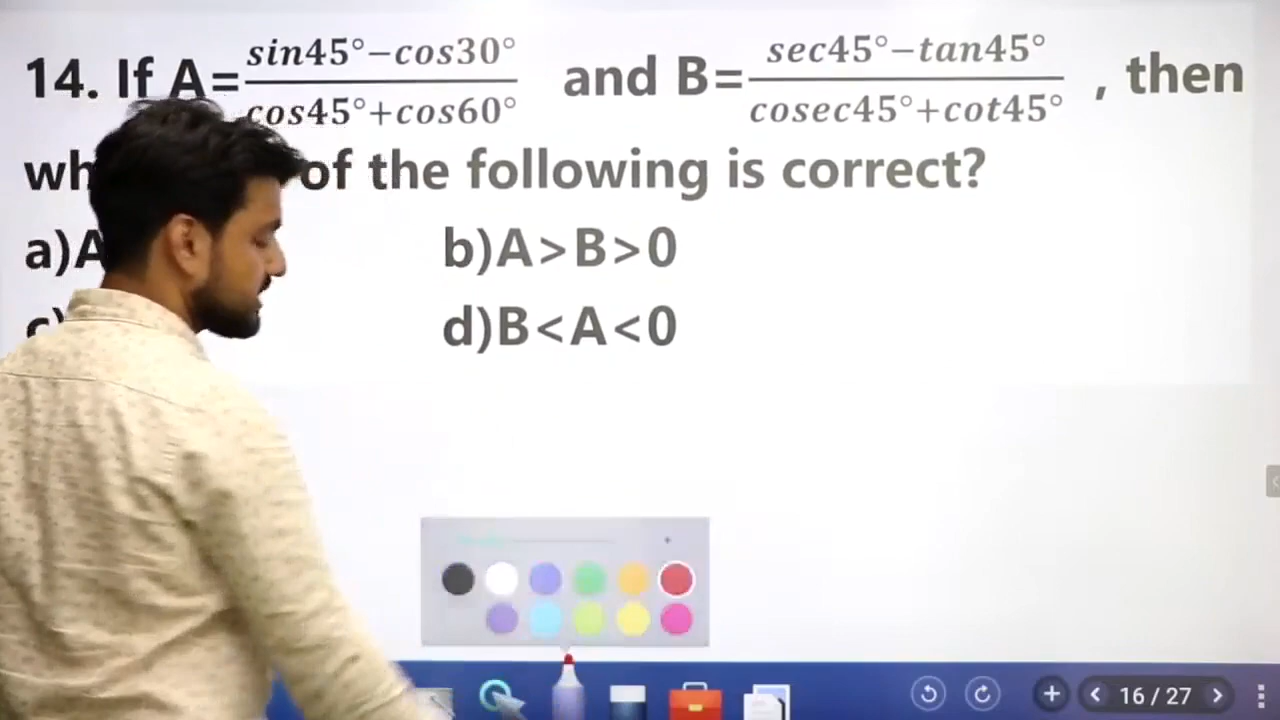 14. If A= sin45°−cos30° / cos45°+cos60° and B= sec45°−tan45° / cosec45°+cot45° , then
of the following is correct?
a)A b)A>B>0
d)B<A<0
16 / 27